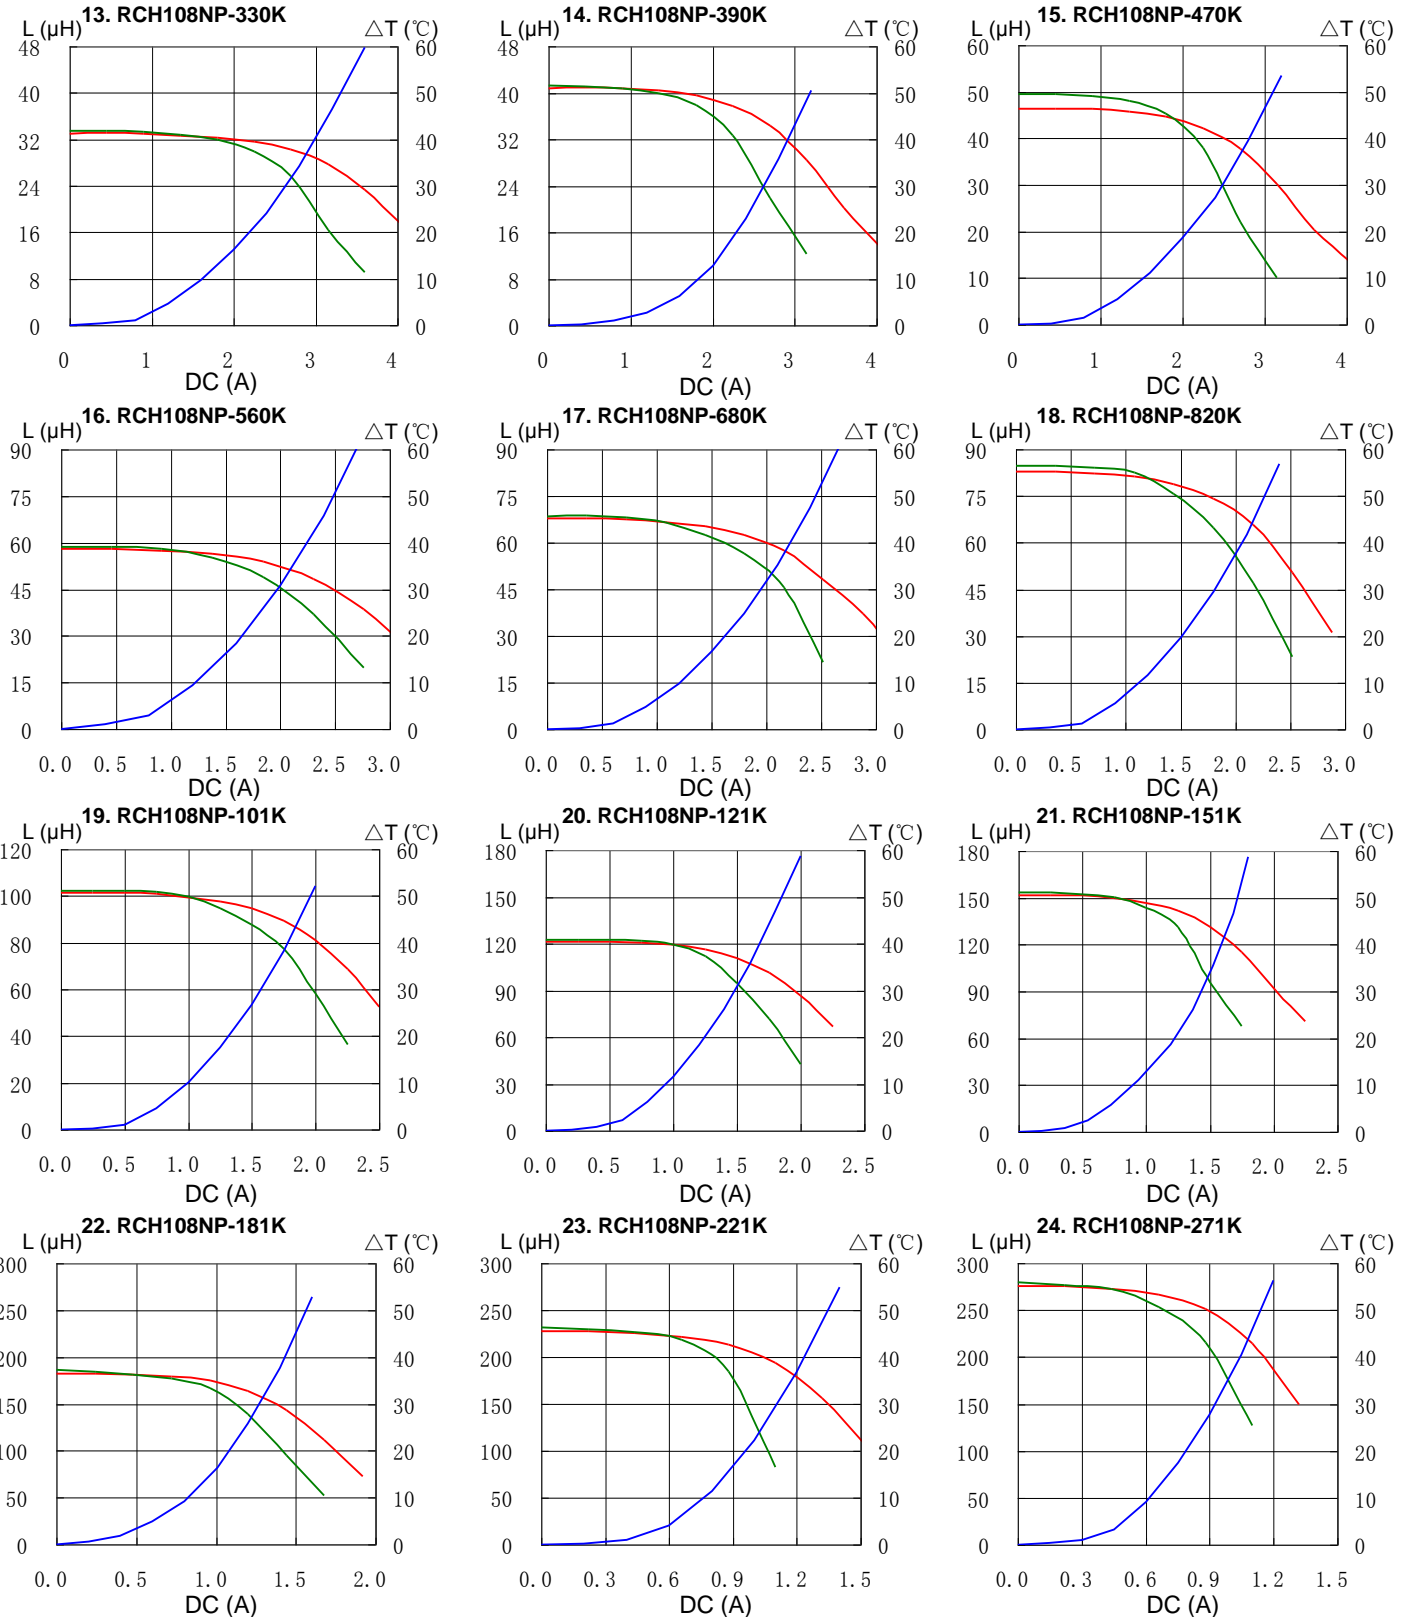 13. RCH108NP-330K
L (μH) △T (℃)
48 60
40 50
32 40
24 30
16 20
8 10
0 0
0 1 2 3 4
DC (A)
14. RCH108NP-390K
L (μH) △T (℃)
48 60
40 50
32 40
24 30
16 20
8 10
0 0
0 1 2 3 4
DC (A)
15. RCH108NP-470K
L (μH) △T (℃)
60 60
50 50
40 40
30 30
20 20
10 10
0 0
0 1 2 3 4
DC (A)
16. RCH108NP-560K
L (μH) △T (℃)
90 60
75 50
60 40
45 30
30 20
15 10
0 0
0.0 0.5 1.0 1.5 2.0 2.5 3.0
DC (A)
17. RCH108NP-680K
L (μH) △T (℃)
90 60
75 50
60 40
45 30
30 20
15 10
0 0
0.0 0.5 1.0 1.5 2.0 2.5 3.0
DC (A)
18. RCH108NP-820K
L (μH) △T (℃)
90 60
75 50
60 40
45 30
30 20
15 10
0 0
0.0 0.5 1.0 1.5 2.0 2.5 3.0
DC (A)
19. RCH108NP-101K
L (μH) △T (℃)
120 60
100 50
80 40
60 30
40 20
20 10
0 0
0.0 0.5 1.0 1.5 2.0 2.5
DC (A)
20. RCH108NP-121K
L (μH) △T (℃)
180 60
150 50
120 40
90 30
60 20
30 10
0 0
0.0 0.5 1.0 1.5 2.0 2.5
DC (A)
21. RCH108NP-151K
L (μH) △T (℃)
180 60
150 50
120 40
90 30
60 20
30 10
0 0
0.0 0.5 1.0 1.5 2.0 2.5
DC (A)
22. RCH108NP-181K
L (μH) △T (℃)
300 60
250 50
200 40
150 30
100 20
50 10
0 0
0.0 0.5 1.0 1.5 2.0
DC (A)
23. RCH108NP-221K
L (μH) △T (℃)
300 60
250 50
200 40
150 30
100 20
50 10
0 0
0.0 0.3 0.6 0.9 1.2 1.5
DC (A)
24. RCH108NP-271K
L (μH) △T (℃)
300 60
250 50
200 40
150 30
100 20
50 10
0 0
0.0 0.3 0.6 0.9 1.2 1.5
DC (A)